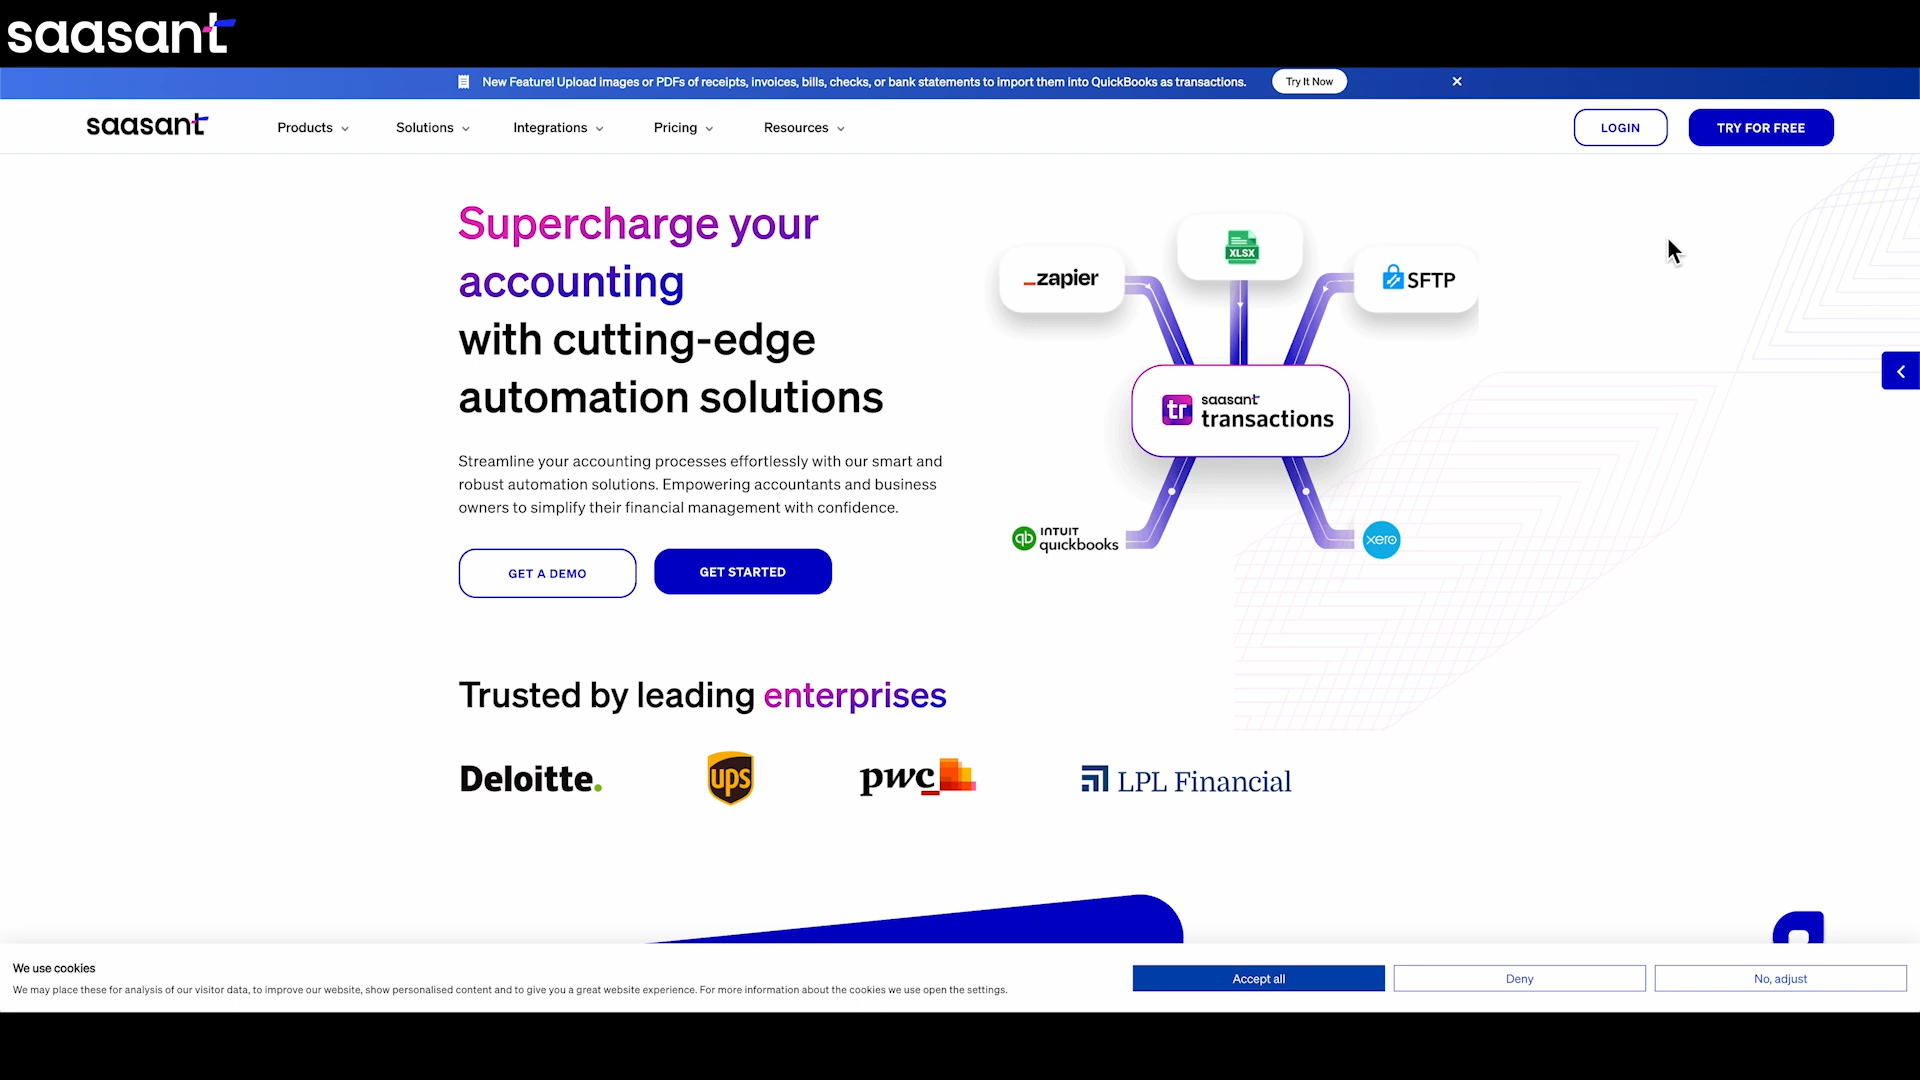 saasant
New Feature! Upload images or PDFs of receipts, invoices, bills, checks, or bank statements to import them into QuickBooks as transactions.
Try It Now
saasant
Products
Solutions
Integrations
Pricing
Resources
LOGIN
TRY FOR FREE
Supercharge your
accounting
with cutting-edge
automation solutions
Streamline your accounting processes effortlessly with our smart and
robust automation solutions. Empowering accountants and business
owners to simplify their financial management with confidence.
GET A DEMO
GET STARTED
zapier
XLSX
SFTP
tr
saasant
transactions
qb
INTUIT
quickbooks
xero
Trusted by leading enterprises
Deloitte.
ups
pwc
LPL Financial
We use cookies
We may place these for analysis of our visitor data, to improve our website, show personalised content and to give you a great website experience. For more information about the cookies we use open the settings.
Accept all
Deny
No, adjust